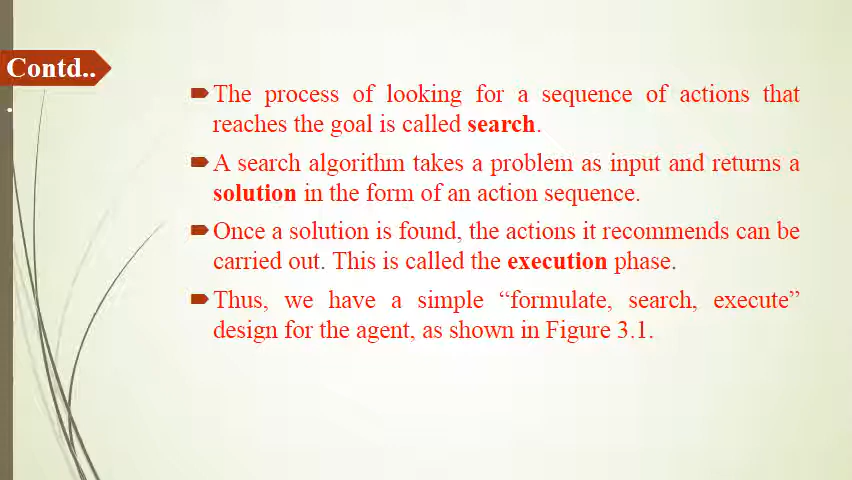 Contd..
.
The process of looking for a sequence of actions that
reaches the goal is called search.
A search algorithm takes a problem as input and returns a
solution in the form of an action sequence.
Once a solution is found, the actions it recommends can be
carried out. This is called the execution phase.
Thus, we have a simple “formulate, search, execute”
design for the agent, as shown in Figure 3.1.